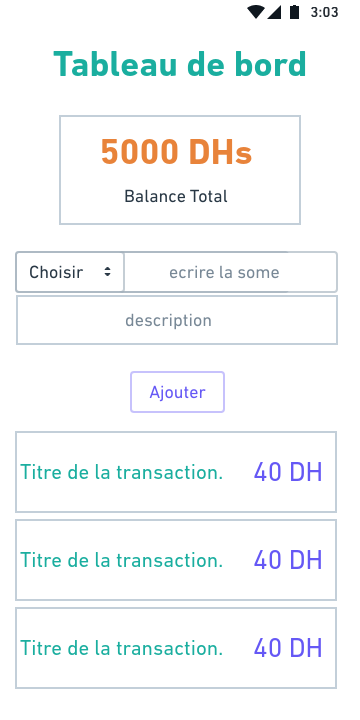 3:03
Tableau de bord
5000 DHs
Balance Total
Choisir ecrire la some
description
Ajouter
Titre de la transaction. 40 DH
Titre de la transaction. 40 DH
Titre de la transaction. 40 DH